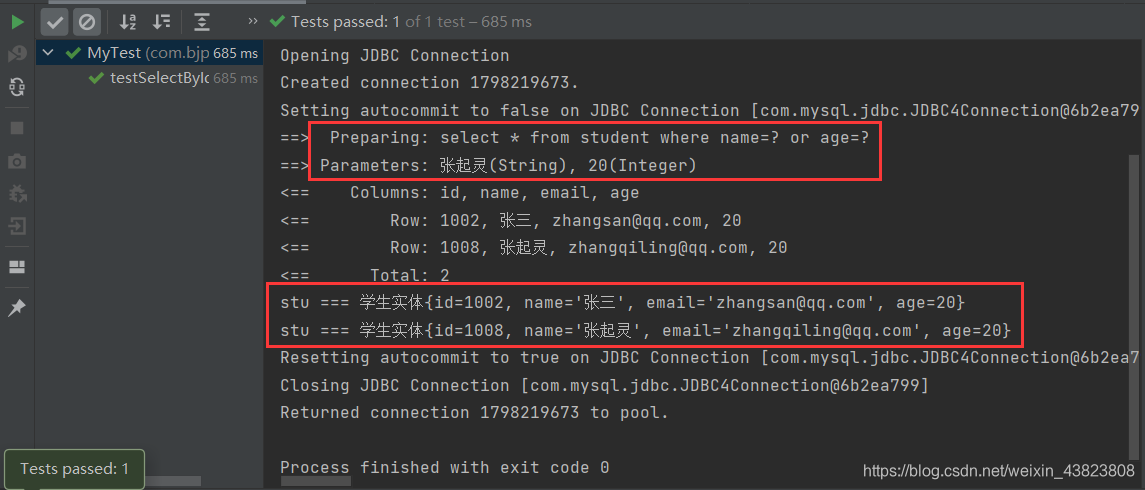 Tests passed: 1 of 1 test – 685 ms
MyTest (com.bjp 685 ms
testSelectById 685 ms
Opening JDBC Connection
Created connection 1798219673.
Setting autocommit to false on JDBC Connection [com.mysql.jdbc.JDBC4Connection@6b2ea79
==>  Preparing: select * from student where name=? or age=?
==> Parameters: 张起灵(String), 20(Integer)
<==    Columns: id, name, email, age
<==        Row: 1002, 张三, zhangsan@qq.com, 20
<==        Row: 1008, 张起灵, zhangqiling@qq.com, 20
<==      Total: 2
stu === 学生实体{id=1002, name='张三', email='zhangsan@qq.com', age=20}
stu === 学生实体{id=1008, name='张起灵', email='zhangqiling@qq.com', age=20}
Resetting autocommit to true on JDBC Connection [com.mysql.jdbc.JDBC4Connection@6b2ea7
Closing JDBC Connection [com.mysql.jdbc.JDBC4Connection@6b2ea799]
Returned connection 1798219673 to pool.
Process finished with exit code 0
Tests passed: 1
https://blog.csdn.net/weixin_43823808